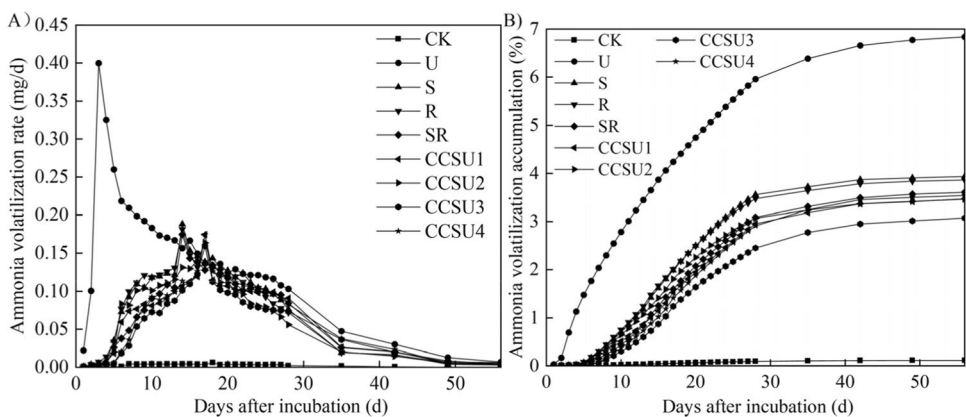 A)
Ammonia volatilization rate (mg/d)
0.45
0.40
0.35
0.30
0.25
0.20
0.15
0.10
0.05
0.00
CK
U
S
R
SR
CCSU1
CCSU2
CCSU3
CCSU4
0 10 20 30 40 50
Days after incubation (d)
B)
Ammonia volatilization accumulation (%)
7
6
5
4
3
2
1
0
CK
U
S
R
SR
CCSU1
CCSU2
CCSU3
CCSU4
0 10 20 30 40 50
Days after incubation (d)